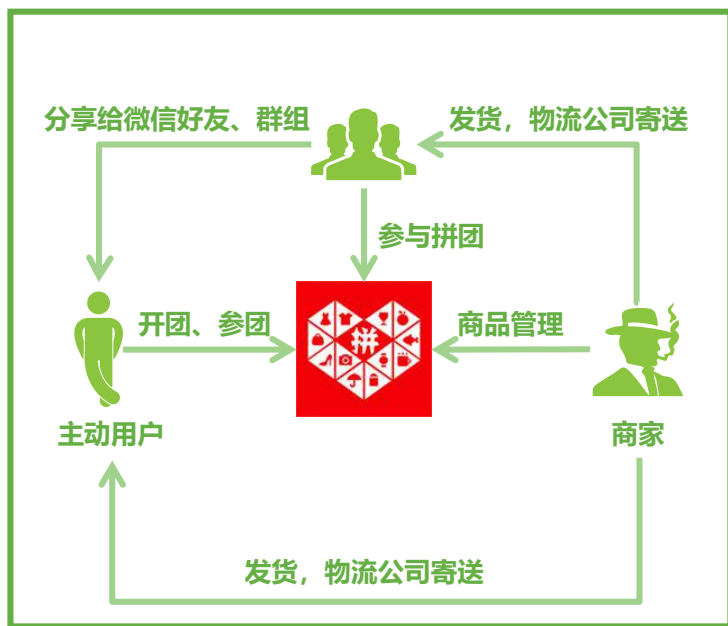 分享给微信好友、群组
发货，物流公司寄送
参与拼团
开团、参团
拼
商品管理
主动用户
商家
发货，物流公司寄送